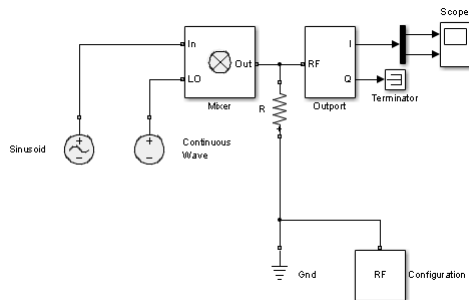 Scope
In
I
Out
RF
LO
Q
Mixer
Outport
Terminator
R
Sinusoid
Continuous
Wave
Gnd
RF
Configuration